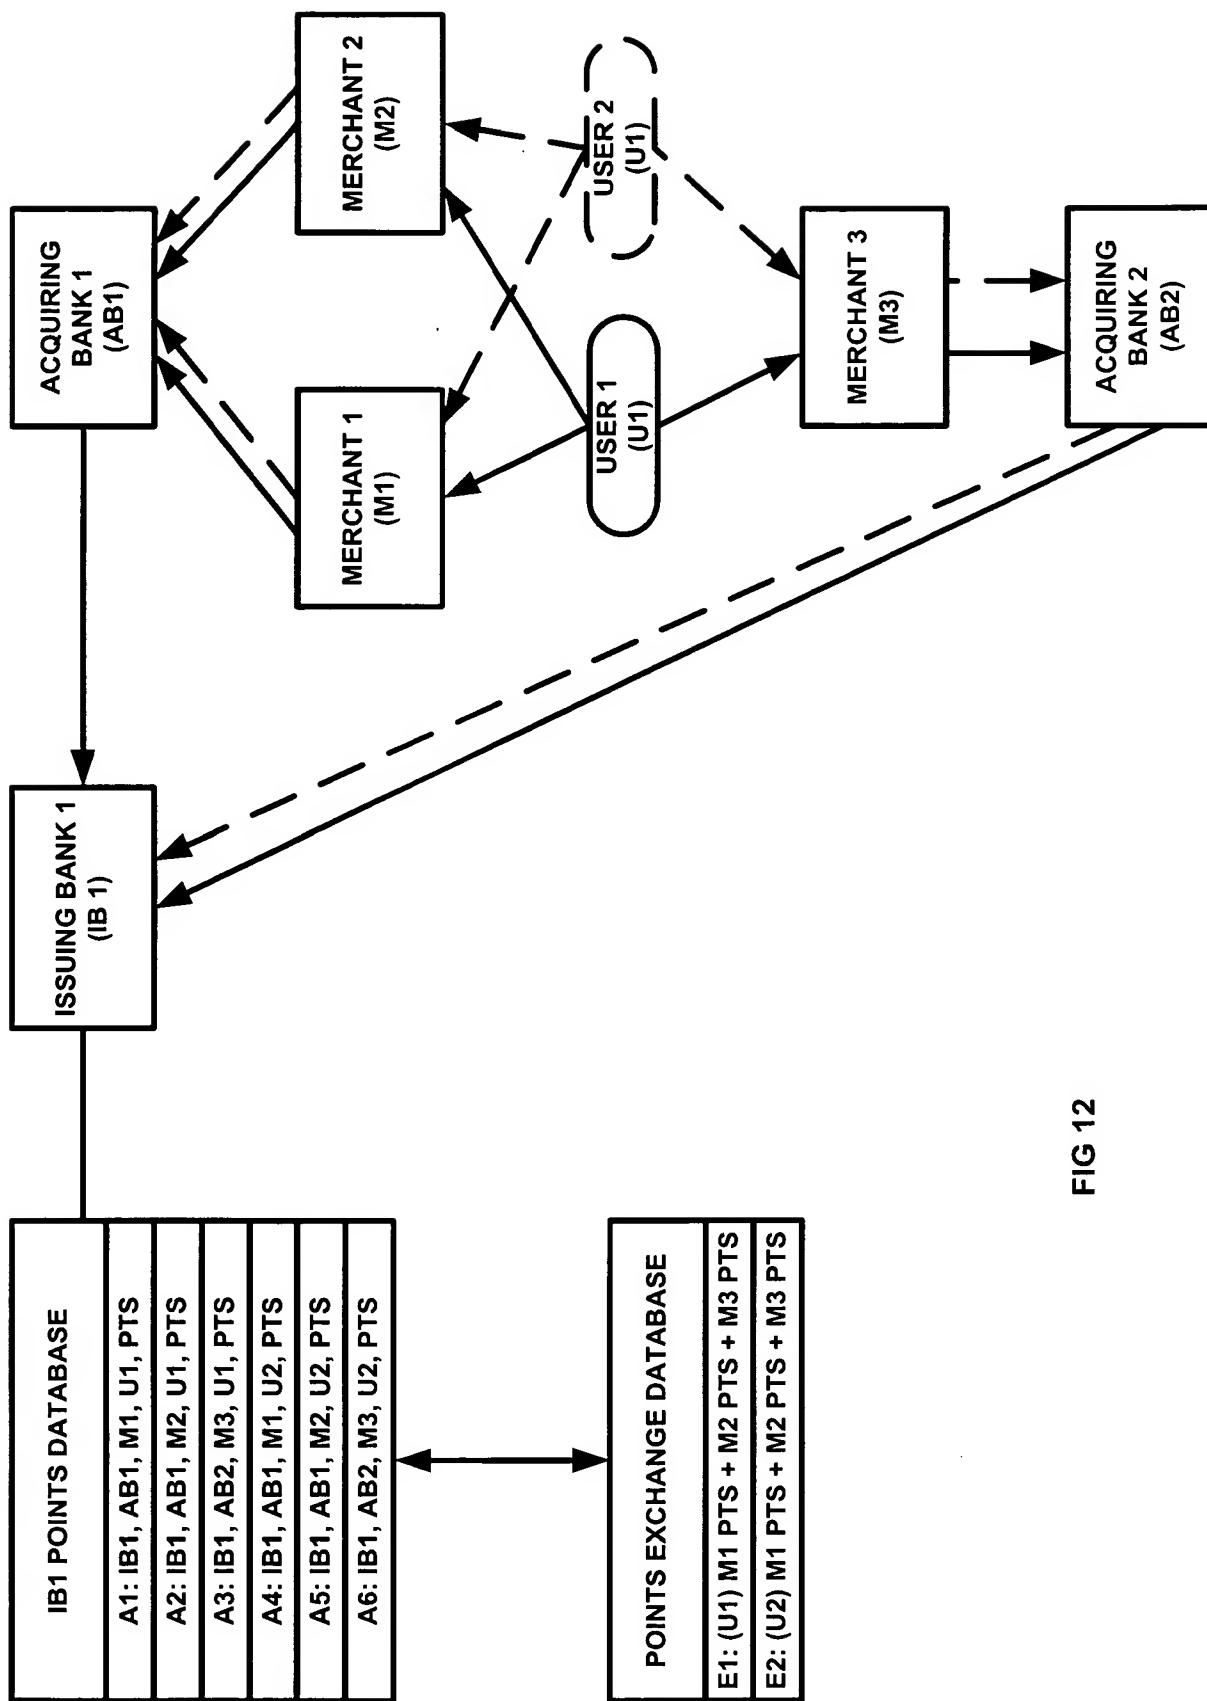 IB1 POINTS DATABASE
A1: IB1, AB1, M1, U1, PTS
A2: IB1, AB1, M2, U1, PTS
A3: IB1, AB2, M3, U1, PTS
A4: IB1, AB1, M1, U2, PTS
A5: IB1, AB1, M2, U2, PTS
A6: IB1, AB2, M3, U2, PTS
ISSUING BANK 1
(IB 1)
ACQUIRING
BANK 1
(AB1)
MERCHANT 1
(M1)
MERCHANT 2
(M2)
USER 1
(U1)
USER 2
(U1)
POINTS EXCHANGE DATABASE
E1: (U1) M1 PTS + M2 PTS + M3 PTS
E2: (U2) M1 PTS + M2 PTS + M3 PTS
MERCHANT 3
(M3)
ACQUIRING
BANK 2
(AB2)
FIG 12